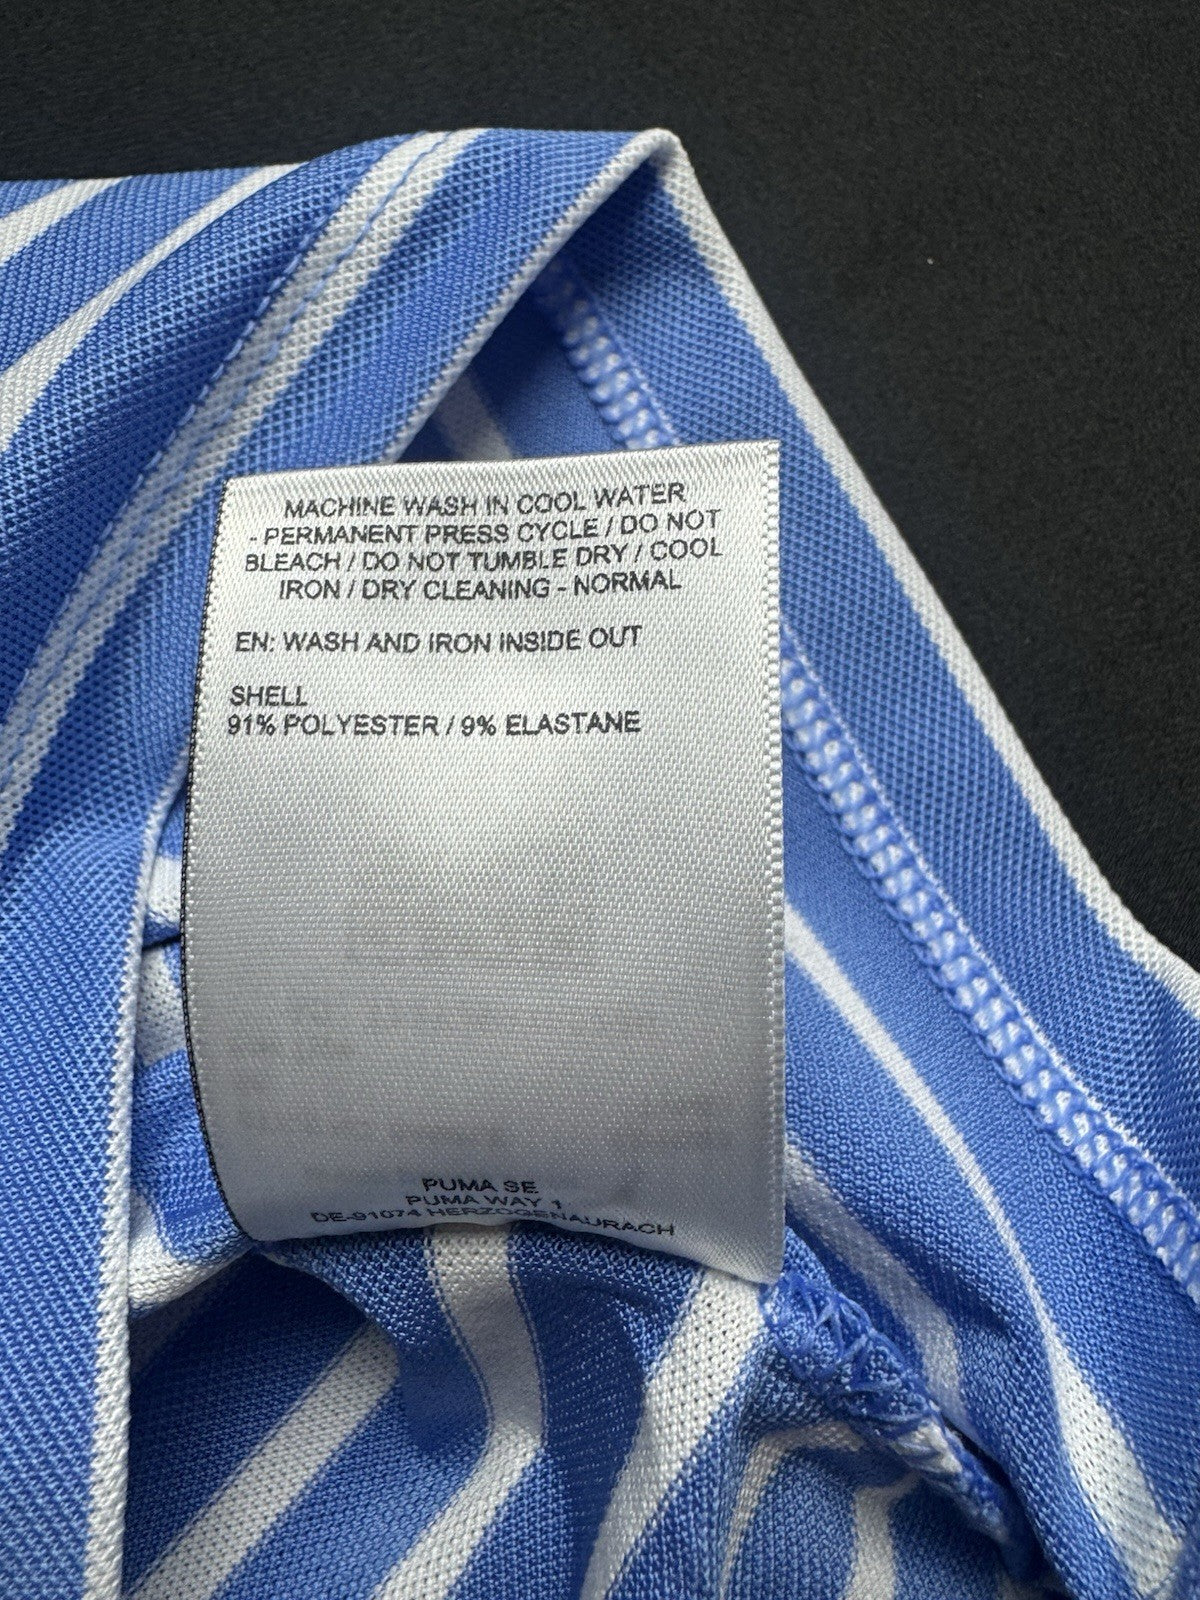 MACHINE WASH IN COOL WATER
- PERMANENT PRESS CYCLE / DO NOT
BLEACH / DO NOT TUMBLE DRY / COOL
IRON / DRY CLEANING - NORMAL
EN: WASH AND IRON INSIDE OUT
SHELL
91% POLYESTER / 9% ELASTANE
PUMA SE
PUMA WAY 1
DE-91074 HERZOGENAURACH